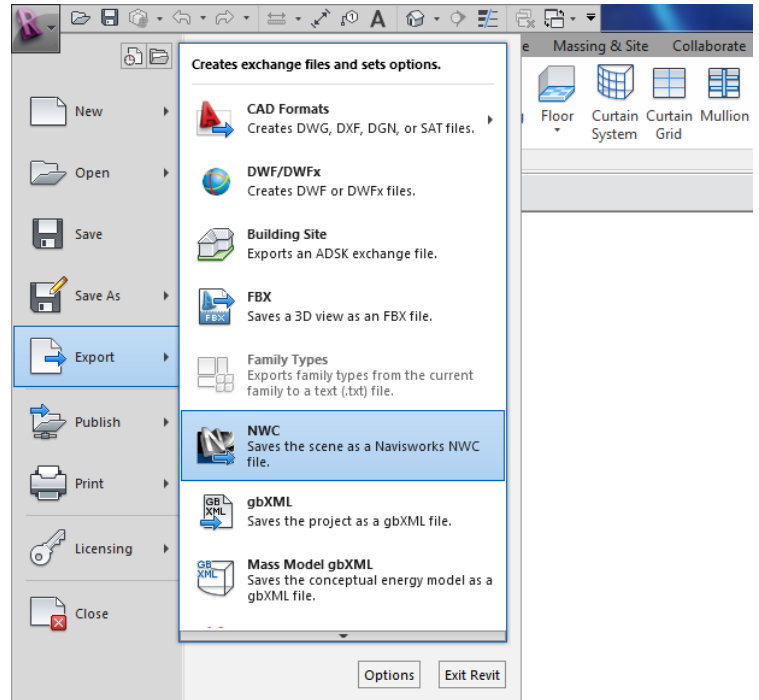 R
A
e Massing & Site Collaborate
Floor Curtain System Curtain Grid Mullion
New
Open
Save
Save As
Export
Publish
Print
Licensing
Close
Creates exchange files and sets options.
CAD Formats
Creates DWG, DXF, DGN, or SAT files.
DWF/DWFx
Creates DWF or DWFx files.
Building Site
Exports an ADSK exchange file.
FBX
FBX
Saves a 3D view as an FBX file.
Family Types
Exports family types from the current
family to a text (.txt) file.
N
NWC
Saves the scene as a Navisworks NWC
file.
GB
XML
gbXML
Saves the project as a gbXML file.
GB
XML
Mass Model gbXML
Saves the conceptual energy model as a
gbXML file.
Options Exit Revit